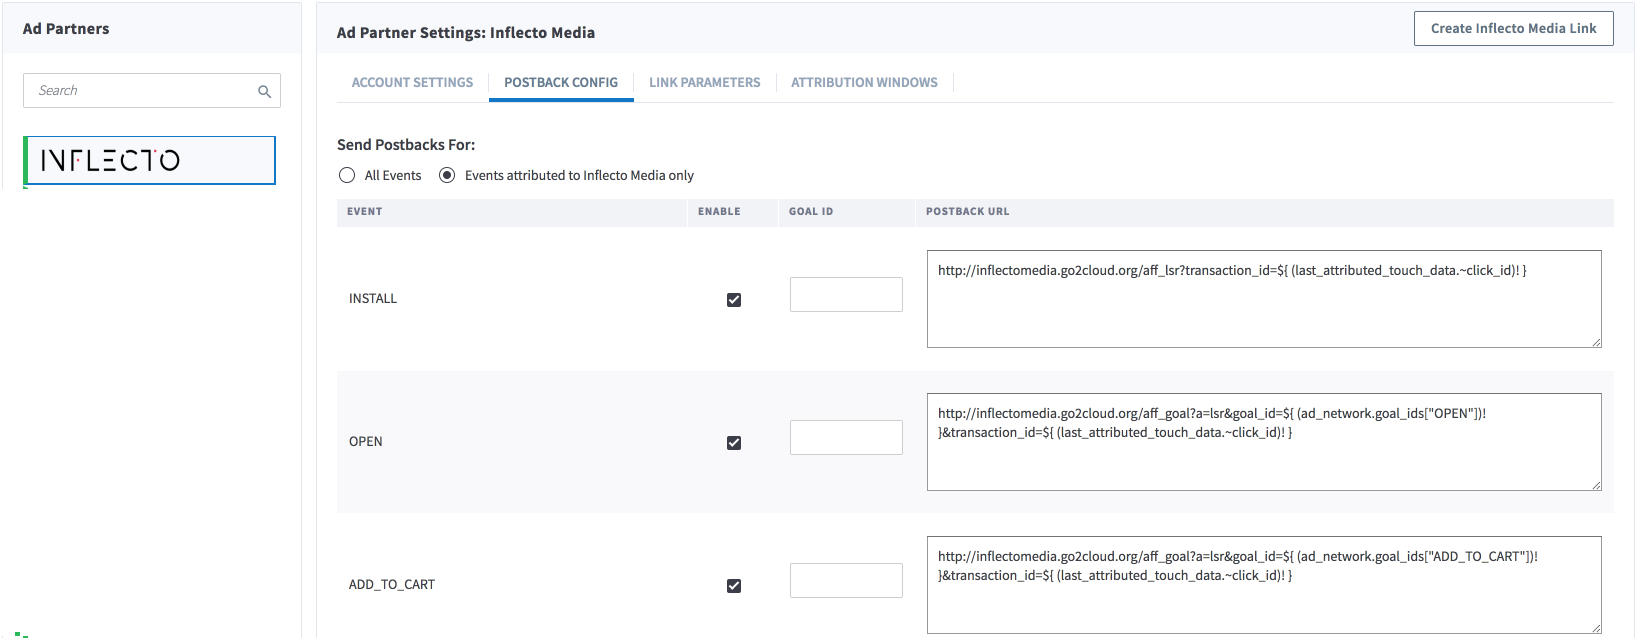 Ad Partners
Search
INFLECTO
Ad Partner Settings: Inflecto Media
Create Inflecto Media Link
ACCOUNT SETTINGS
POSTBACK CONFIG
LINK PARAMETERS
ATTRIBUTION WINDOWS
Send Postbacks For:
All Events
Events attributed to Inflecto Media only
EVENT
ENABLE
GOAL ID
POSTBACK URL
INSTALL
http://inflectomedia.go2cloud.org/aff_lsr?transaction_id=${ (last_attributed_touch_data.~click_id)! }
OPEN
http://inflectomedia.go2cloud.org/aff_goal?a=lsr&goal_id=${ (ad_network.goal_ids["OPEN"])!
}&transaction_id=${ (last_attributed_touch_data.~click_id)! }
ADD_TO_CART
http://inflectomedia.go2cloud.org/aff_goal?a=lsr&goal_id=${ (ad_network.goal_ids["ADD_TO_CART"])!
}&transaction_id=${ (last_attributed_touch_data.~click_id)! }